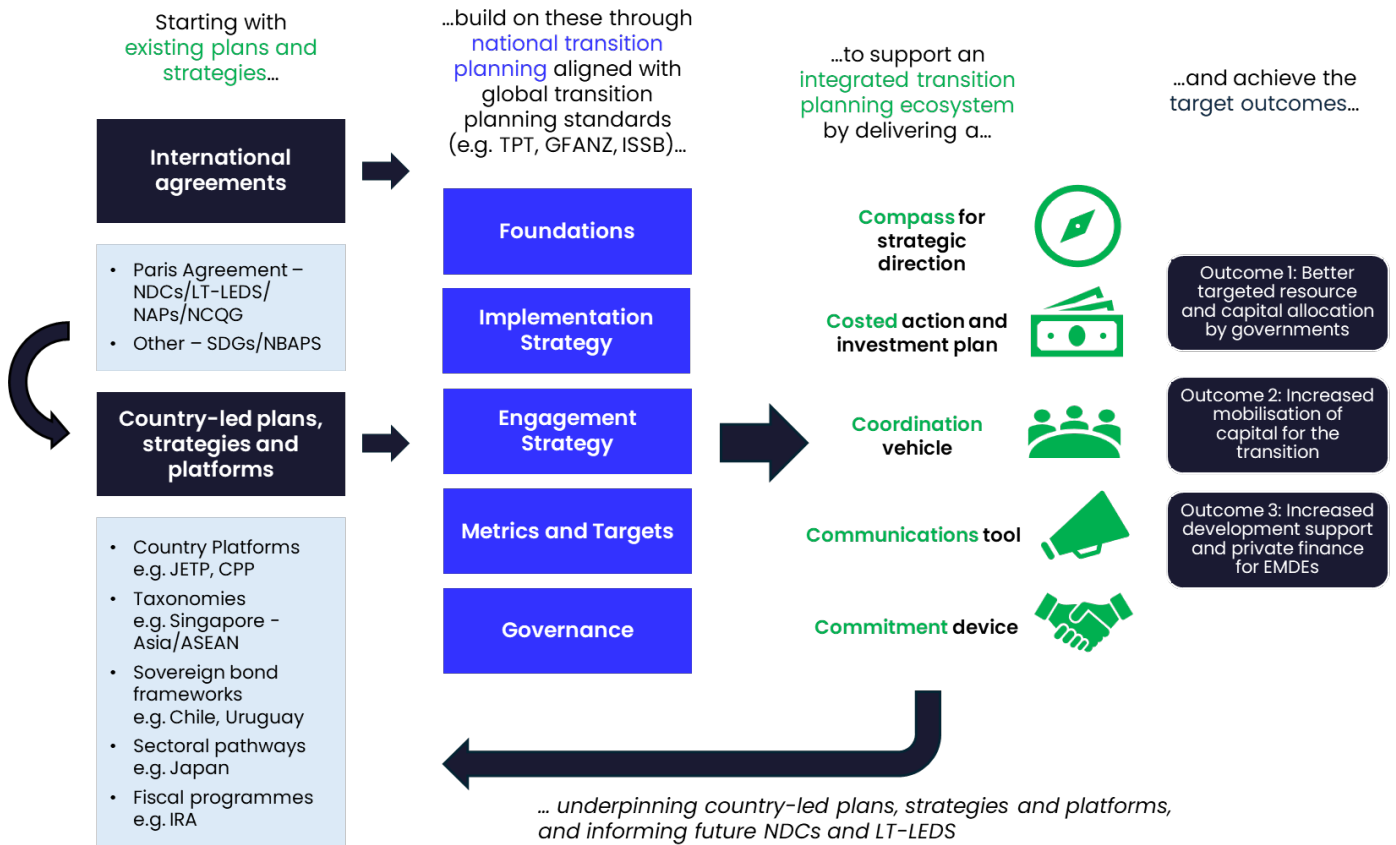 Starting with
existing plans and
strategies…
International
agreements
• Paris Agreement –
NDCs/LT-LEDS/
NAPs/NCQG
• Other – SDGs/NBAPS
Country-led plans,
strategies and
platforms
• Country Platforms
e.g. JETP, CPP
• Taxonomies
e.g. Singapore -
Asia/ASEAN
• Sovereign bond
frameworks
e.g. Chile, Uruguay
• Sectoral pathways
e.g. Japan
• Fiscal programmes
e.g. IRA
…build on these through
national transition
planning aligned with
global transition
planning standards
(e.g. TPT, GFANZ, ISSB)…
Foundations
Implementation
Strategy
Engagement
Strategy
Metrics and Targets
Governance
…to support an
integrated transition
planning ecosystem
by delivering a…
Compass for
strategic
direction
Costed action and
investment plan
Coordination
vehicle
Communications tool
Commitment device
…and achieve the
target outcomes…
Outcome 1: Better
targeted resource
and capital allocation
by governments
Outcome 2: Increased
mobilisation of
capital for the
transition
Outcome 3: Increased
development support
and private finance
for EMDEs
… underpinning country-led plans, strategies and platforms,
and informing future NDCs and LT-LEDS